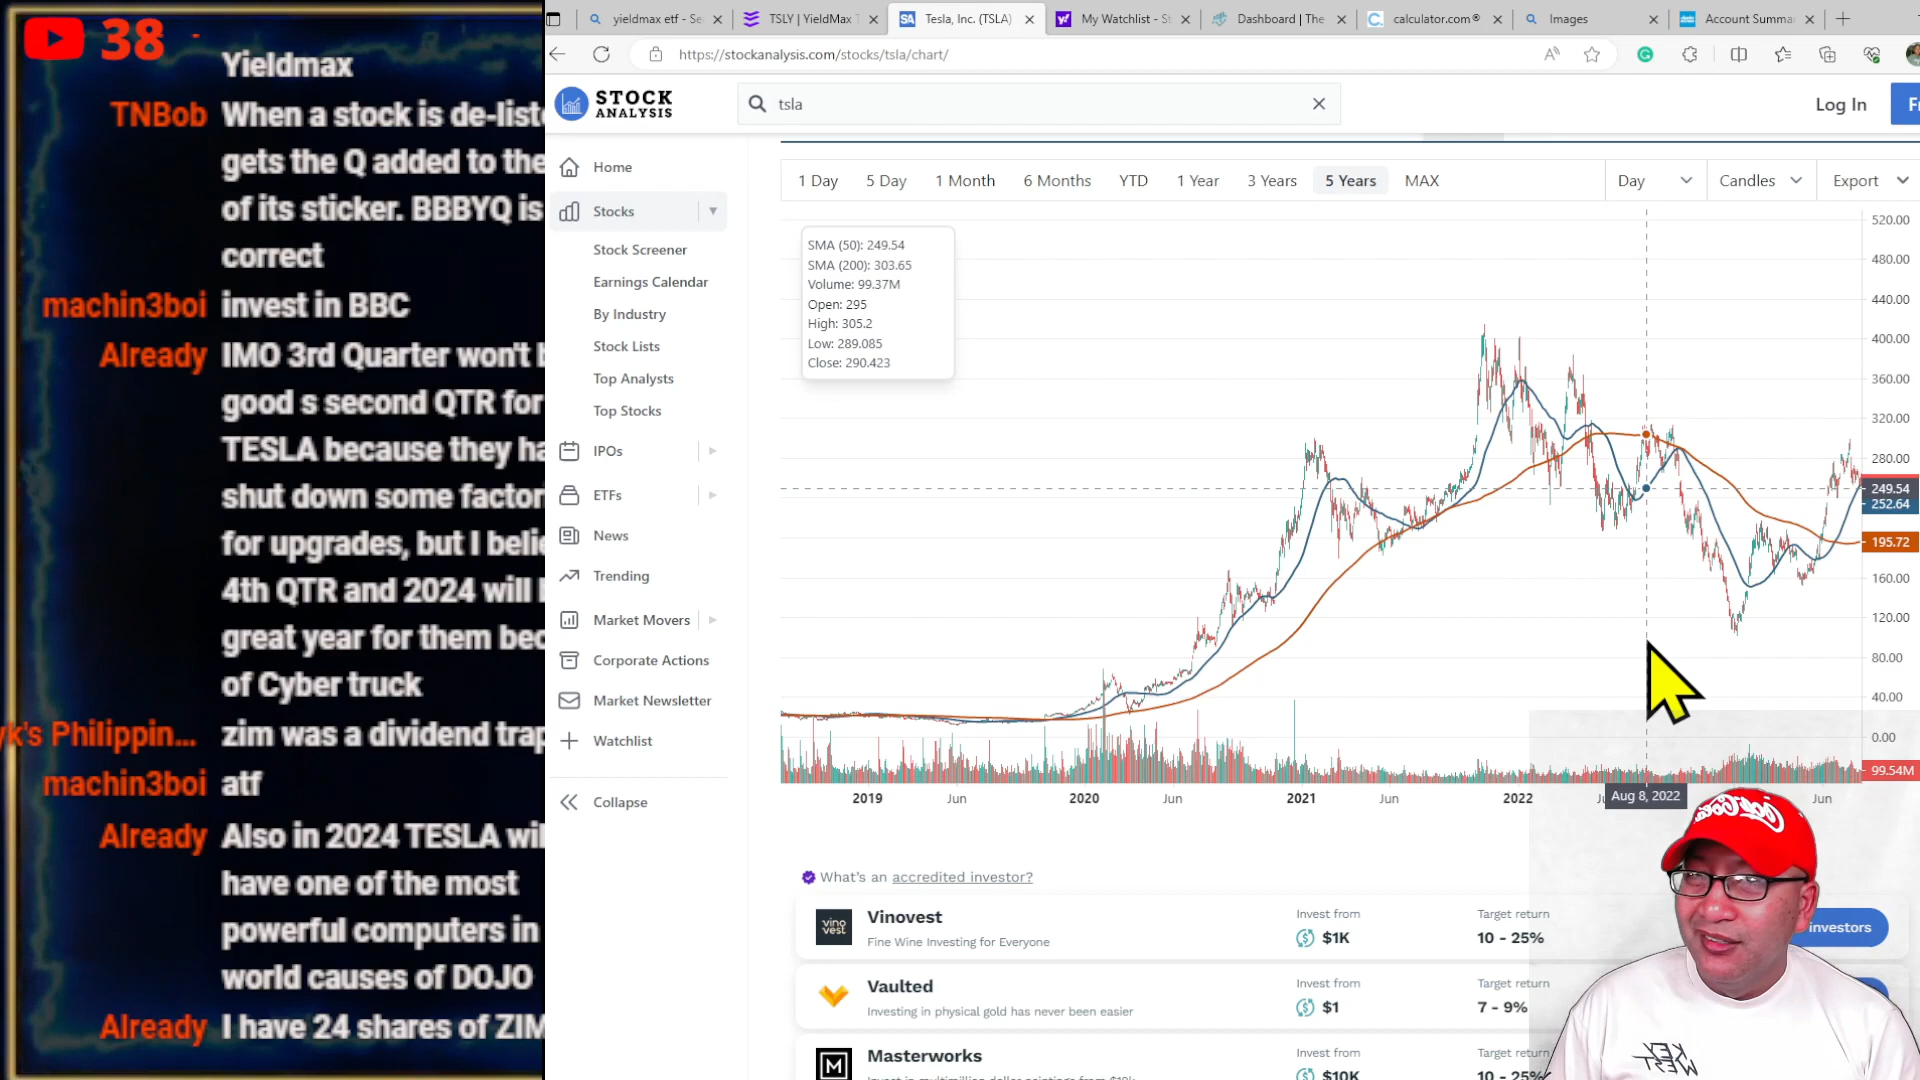 38
Yieldmax
TNBob When a stock is de-list
gets the Q added to the
of its sticker. BBBYQ is
correct
machin3boi invest in BBC
Already IMO 3rd Quarter won't b
good s second QTR for
TESLA because they ha
shut down some factor
for upgrades, but I beli
4th QTR and 2024 will
great year for them bec
of Cyber truck
k's Philippin... zim was a dividend trap
machin3boi atf
Already Also in 2024 TESLA wi
have one of the most
powerful computers in
world causes of DOJO
Already I have 24 shares of ZIM
yieldmax etf - Se
TSLY | YieldMax T
Tesla, Inc. (TSLA)
My Watchlist - St
Dashboard | The
calculator.com®
Images
Account Summa
https://stockanalysis.com/stocks/tsla/chart/
STOCK
ANALYSIS
tsla
Log In
F
Home
Stocks
Stock Screener
Earnings Calendar
By Industry
Stock Lists
Top Analysts
Top Stocks
IPOs
ETFs
News
Trending
Market Movers
Corporate Actions
Market Newsletter
Watchlist
Collapse
1 Day 5 Day 1 Month 6 Months YTD 1 Year 3 Years 5 Years MAX
Day Candles Export
SMA (50): 249.54
SMA (200): 303.65
Volume: 99.37M
Open: 295
High: 305.2
Low: 289.085
Close: 290.423
520.00
480.00
440.00
400.00
360.00
320.00
280.00
249.54
252.64
195.72
160.00
120.00
80.00
40.00
0.00
99.54M
2019 Jun 2020 Jun 2021 Jun 2022 Aug 8, 2022 Jun
What's an accredited investor?
Vinovest
Fine Wine Investing for Everyone
Invest from
$1K
Target return
10 - 25%
investors
Vaulted
Investing in physical gold has never been easier
Invest from
$1
Target return
7 - 9%
Masterworks
Invest from
$10K
Target return
10 - 25%
Coca-Cola
KEY
WEST